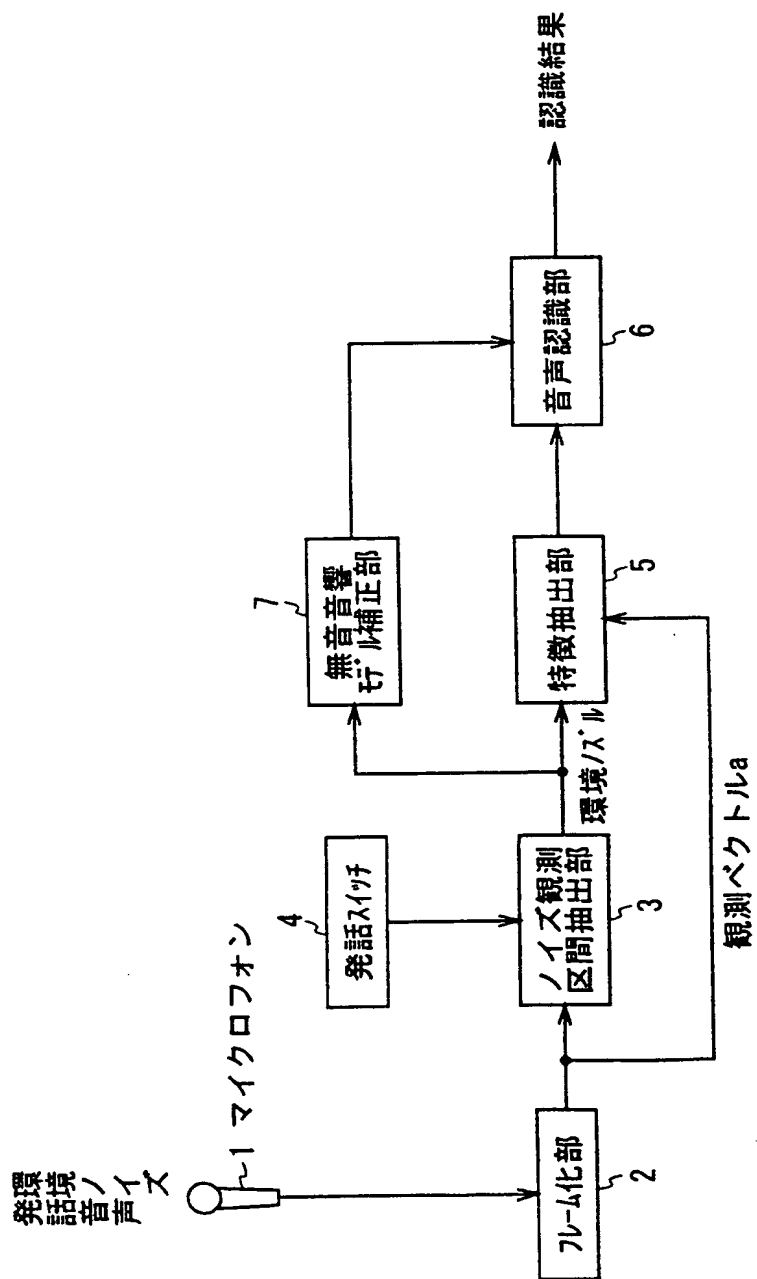 環境ノイズ
発話音声
1 マイクロフォン
フレーム化部
2
発話スイッチ
4
ノイズ観測
区間抽出部
3
環境ノズル
観測ベクトルa
無音音響
モデル補正部
7
特徴抽出部
5
音声認識部
6
認識結果